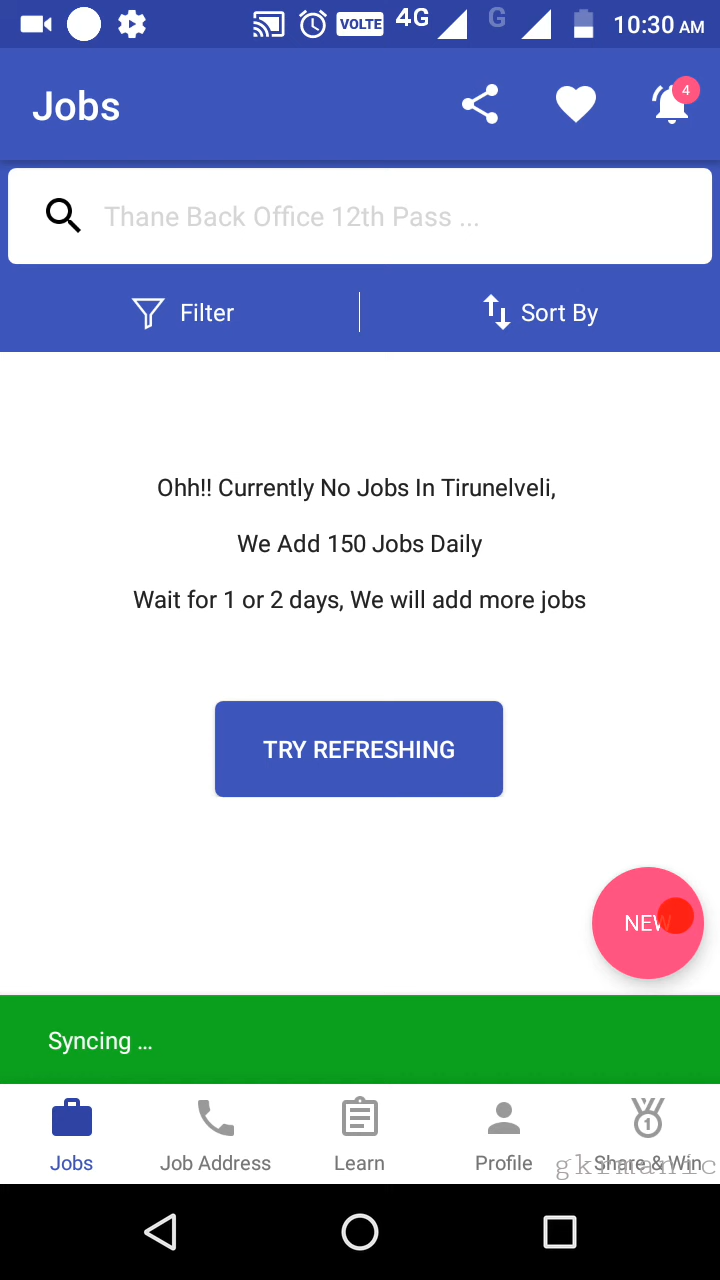 VOLTE 4G G 10:30 AM
Jobs
4
Thane Back Office 12th Pass ...
Filter
Sort By
Ohh!! Currently No Jobs In Tirunelveli,
We Add 150 Jobs Daily
Wait for 1 or 2 days, We will add more jobs
TRY REFRESHING
NEW
Syncing ...
Jobs
Job Address
Learn
Profile
Share & Win
gkrmanic